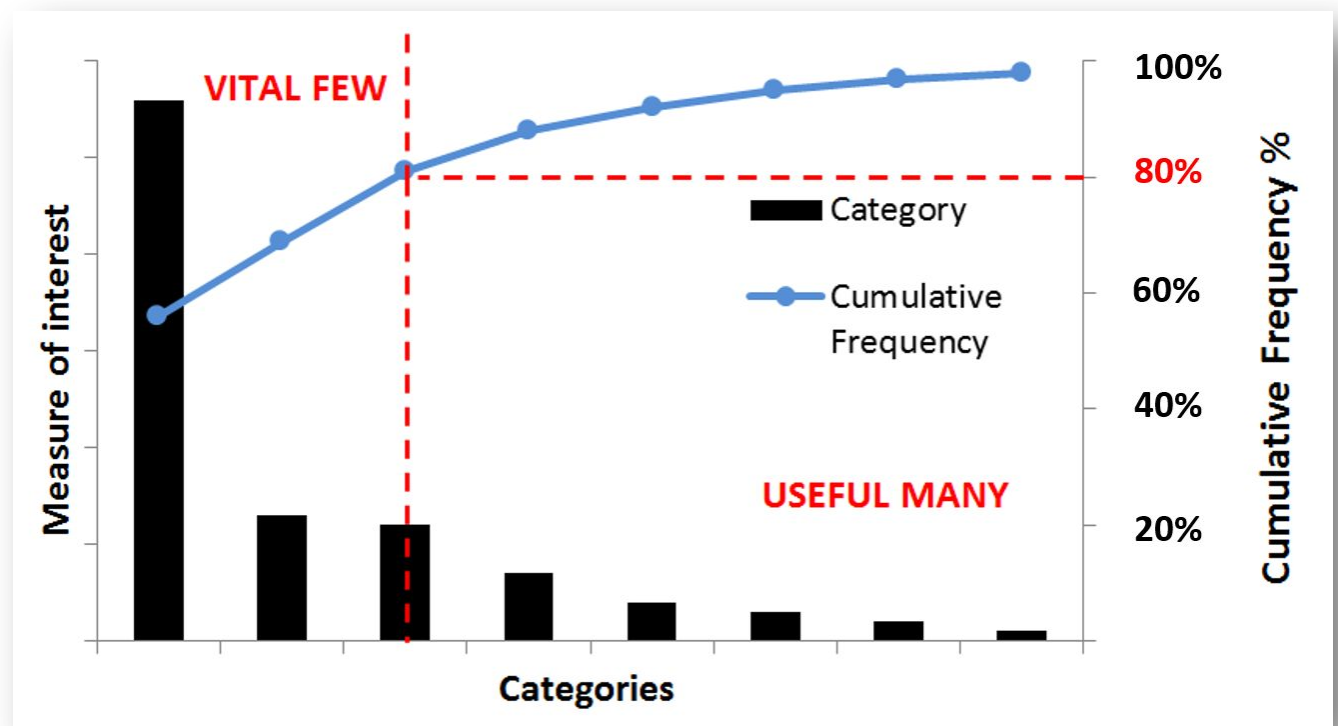 VITAL FEW
100%
80%
60%
40%
20%
Category
Cumulative
Frequency
USEFUL MANY
Measure of interest
Cumulative Frequency %
Categories